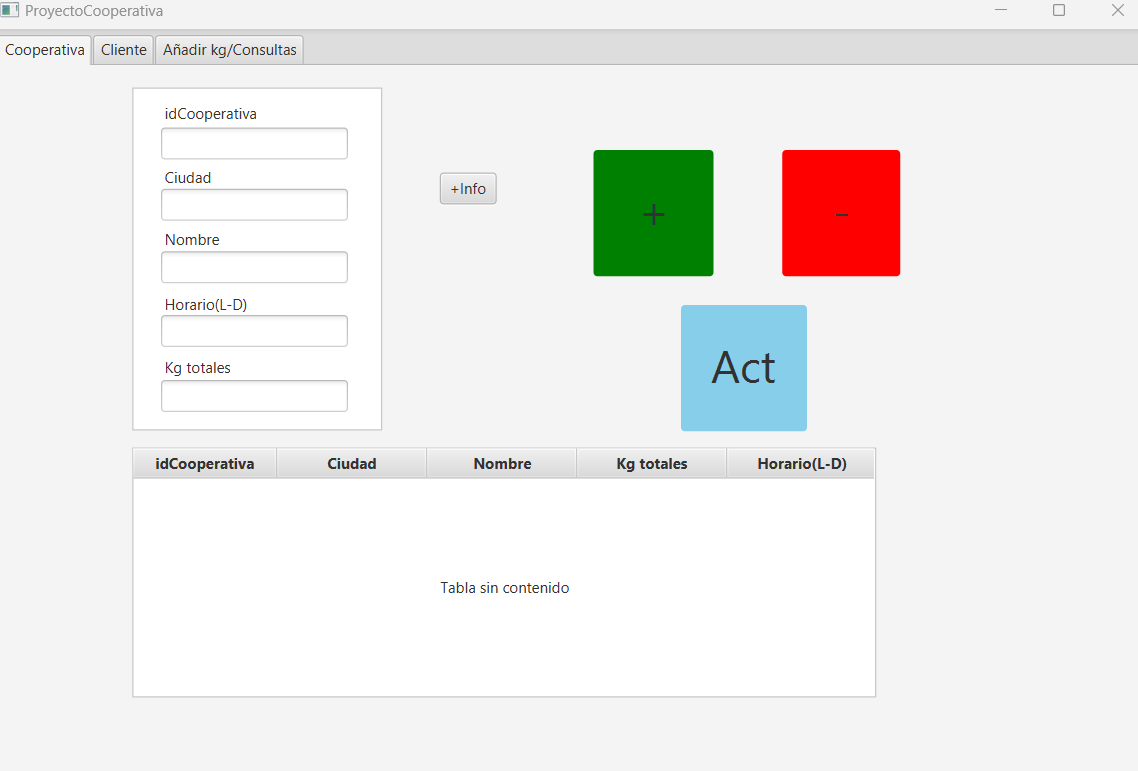 ProyectoCooperativa
Cooperativa Cliente Añadir kg/Consultas
idCooperativa
Ciudad
Nombre
Horario(L-D)
Kg totales
+Info
+
-
Act
idCooperativa Ciudad Nombre Kg totales Horario(L-D)
Tabla sin contenido